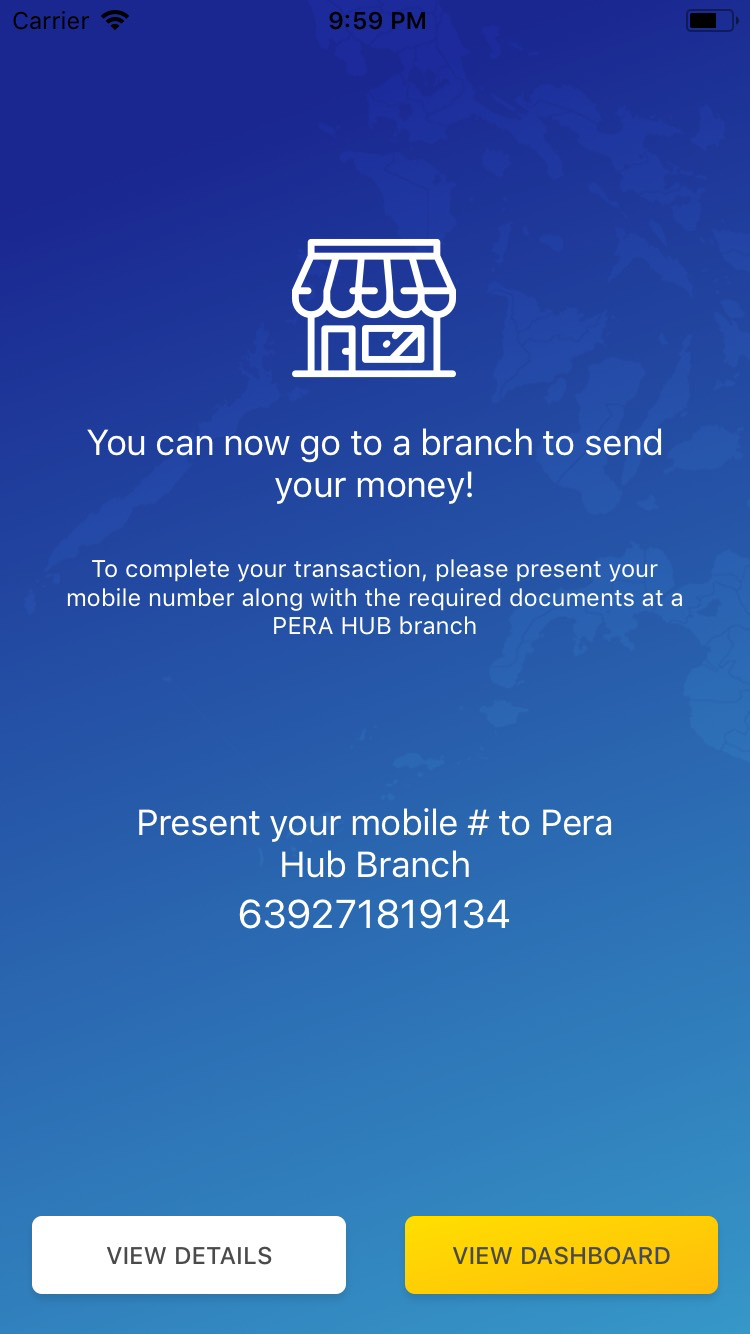 Carrier 9:59 PM
You can now go to a branch to send
your money!
To complete your transaction, please present your
mobile number along with the required documents at a
PERA HUB branch
Present your mobile # to Pera
Hub Branch
639271819134
VIEW DETAILS VIEW DASHBOARD